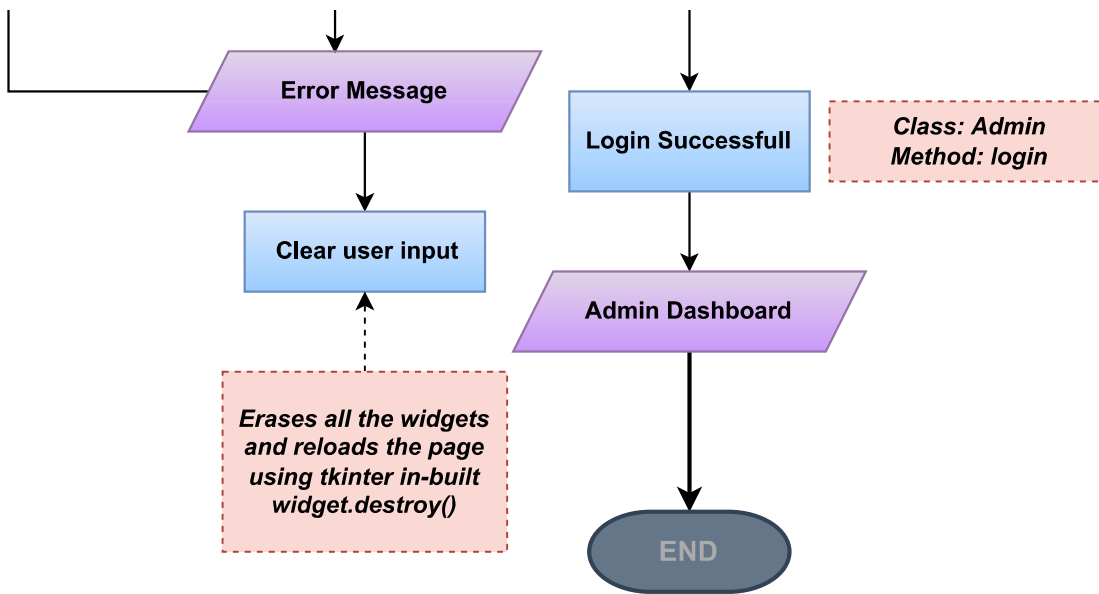 Error Message
Login Successfull
Class: Admin
Method: login
Clear user input
Admin Dashboard
Erases all the widgets
and reloads the page
using tkinter in-built
widget.destroy()
END